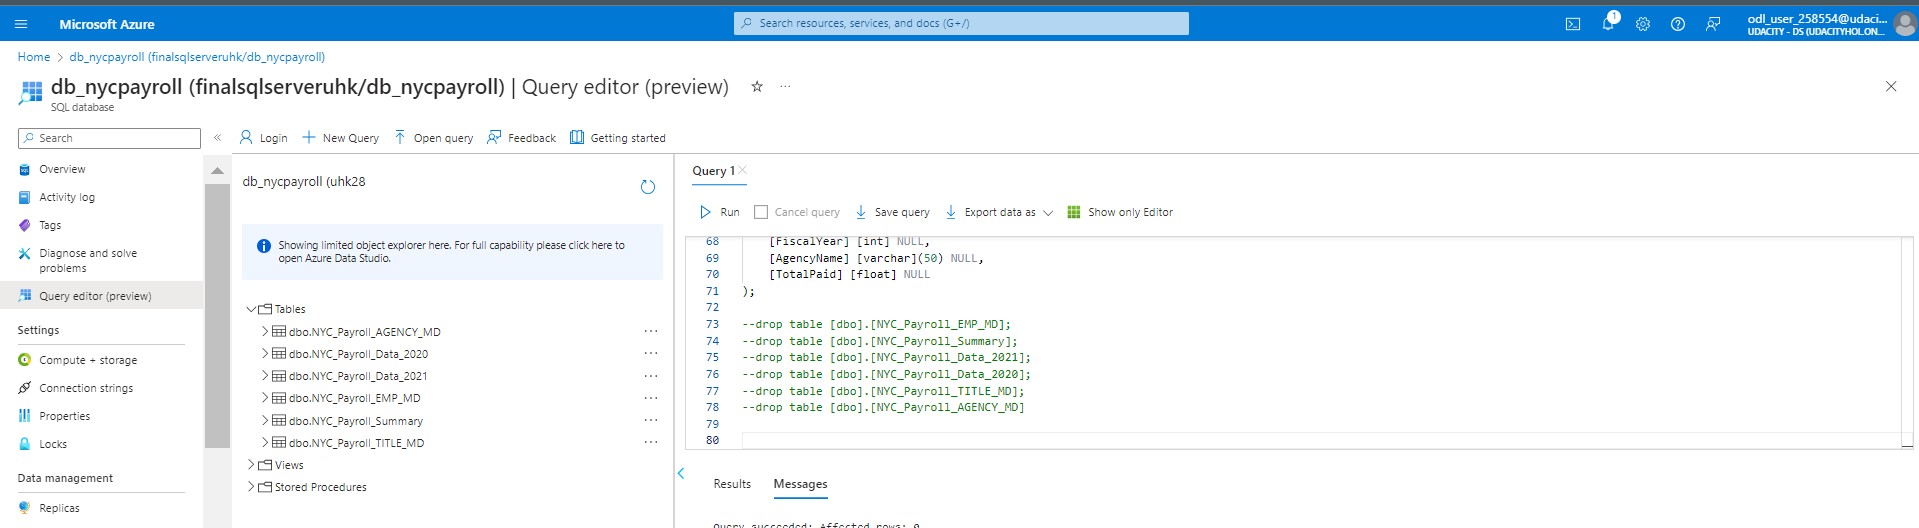 Microsoft Azure
Search resources, services, and docs (G+/)
1
odl_user_258554@udaci...
UDACITY - DS (UDACITYHOL.ON...
Home > db_nycpayroll (finalsqlserveruhk/db_nycpayroll)
db_nycpayroll (finalsqlserveruhk/db_nycpayroll) | Query editor (preview)
SQL database
Search
Login
New Query
Open query
Feedback
Getting started
Overview
Activity log
Tags
Diagnose and solve
problems
Query editor (preview)
Settings
Compute + storage
Connection strings
Properties
Locks
Data management
Replicas
db_nycpayroll (uhk28
Showing limited object explorer here. For full capability please click here to
open Azure Data Studio.
Tables
dbo.NYC_Payroll_AGENCY_MD
dbo.NYC_Payroll_Data_2020
dbo.NYC_Payroll_Data_2021
dbo.NYC_Payroll_EMP_MD
dbo.NYC_Payroll_Summary
dbo.NYC_Payroll_TITLE_MD
Views
Stored Procedures
Query 1
Run
Cancel query
Save query
Export data as
Show only Editor
68 [FiscalYear] [int] NULL,
69 [AgencyName] [varchar](50) NULL,
70 [TotalPaid] [float] NULL
71 );
72
73 --drop table [dbo].[NYC_Payroll_EMP_MD];
74 --drop table [dbo].[NYC_Payroll_Summary];
75 --drop table [dbo].[NYC_Payroll_Data_2021];
76 --drop table [dbo].[NYC_Payroll_Data_2020];
77 --drop table [dbo].[NYC_Payroll_TITLE_MD];
78 --drop table [dbo].[NYC_Payroll_AGENCY_MD]
79
80
Results
Messages
Query succeeded: Affected rows: 0